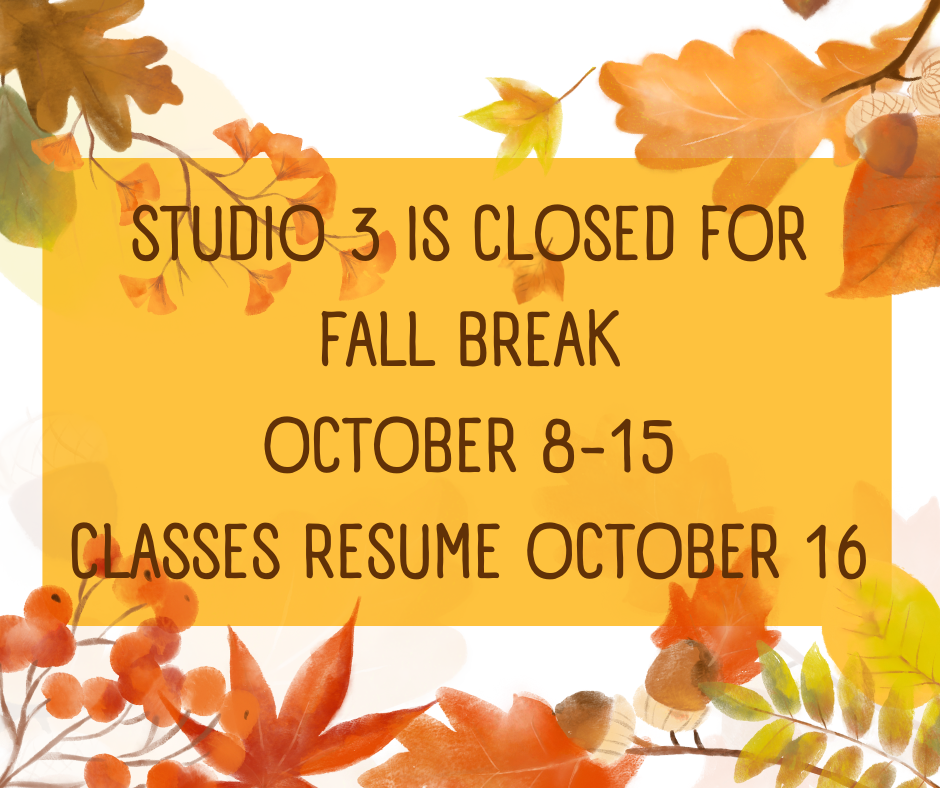 STUDIO 3 IS CLOSED FOR
FALL BREAK
OCTOBER 8-15
CLASSES RESUME OCTOBER 16